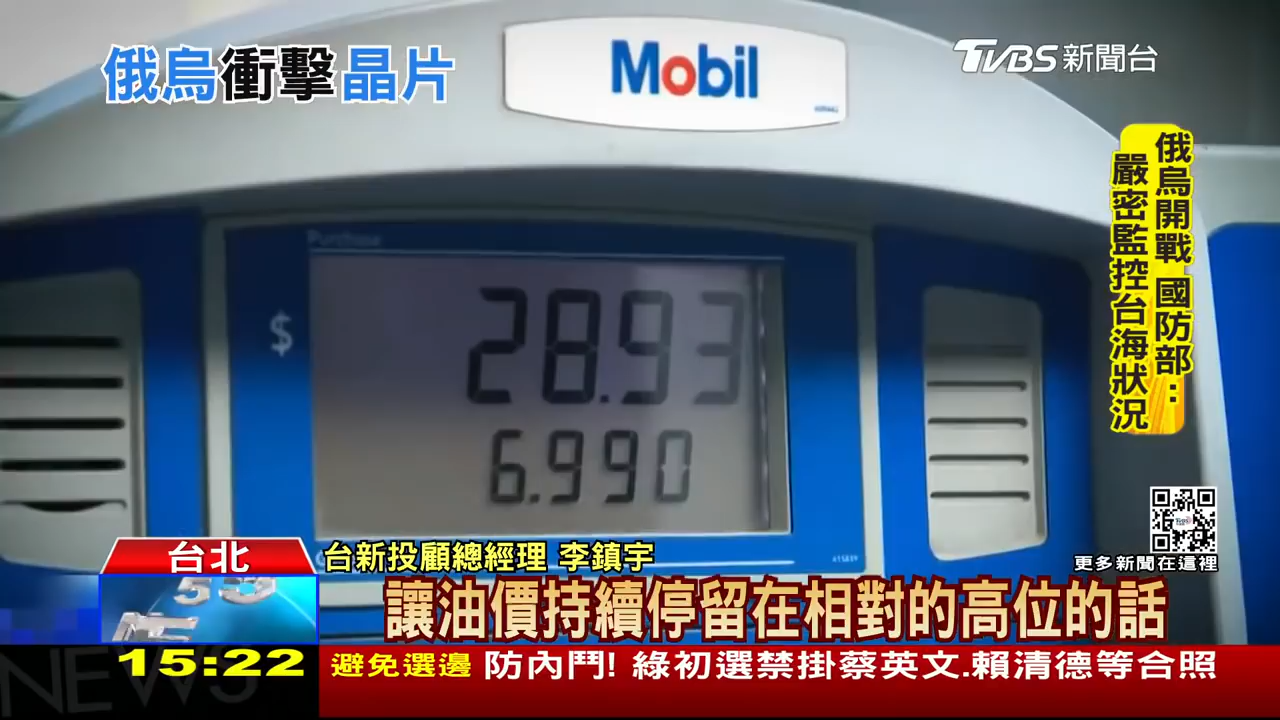 俄烏衝擊晶片
Mobil
TVBS新聞台
俄烏開戰 國防部：
嚴密監控台海狀況
Purchase
$
28.93
6.990
台北
台新投顧總經理 李鎮宇
更多新聞在這裡
讓油價持續停留在相對的高位的話
NEWS
15:22
避免選邊 防內鬥! 綠初選禁掛蔡英文.賴清德等合照